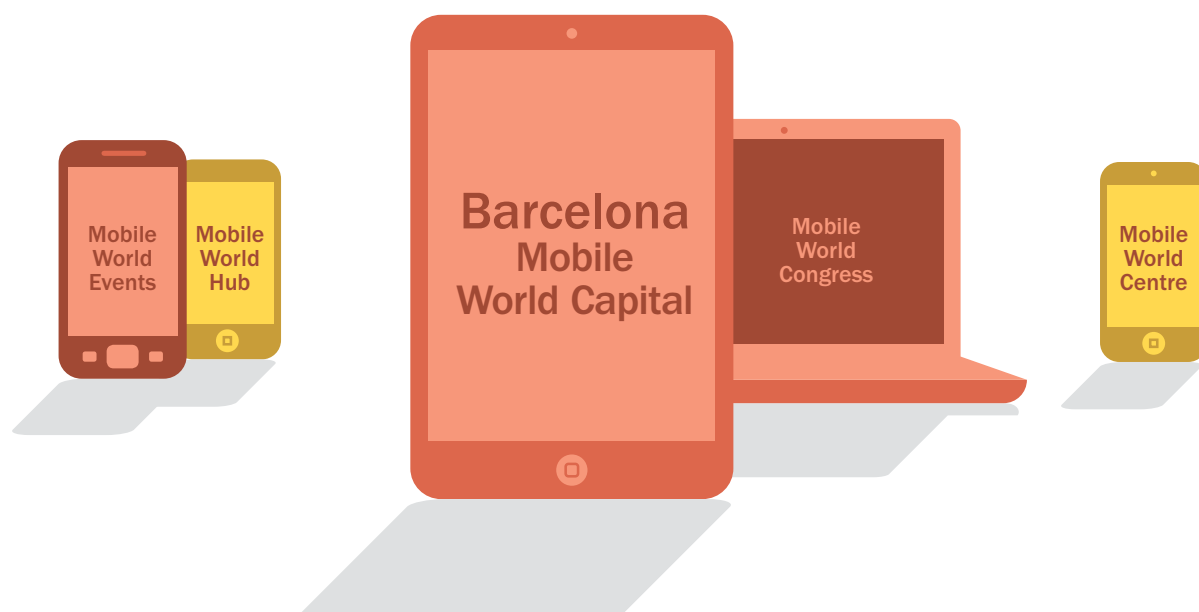 Mobile
World
Events
Mobile
World
Hub
Barcelona
Mobile
World Capital
Mobile
World
Congress
Mobile
World
Centre